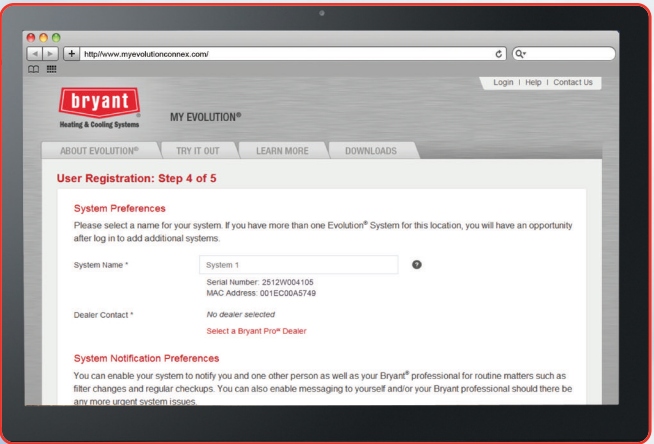 http//www.myevolutionconnex.com/
Login | Help | Contact Us
bryant
Heating & Cooling Systems
MY EVOLUTION®
ABOUT EVOLUTION® TRY IT OUT LEARN MORE DOWNLOADS
User Registration: Step 4 of 5
System Preferences
Please select a name for your system. If you have more than one Evolution® System for this location, you will have an opportunity
after log in to add additional systems.
System Name * System 1
Serial Number: 2512W004105
MAC Address: 001EC00A5749
Dealer Contact * No dealer selected
Select a Bryant Pro℠ Dealer
System Notification Preferences
You can enable your system to notify you and one other person as well as your Bryant® professional for routine matters such as
filter changes and regular checkups. You can also enable messaging to yourself and/or your Bryant professional should there be
any more urgent system issues.